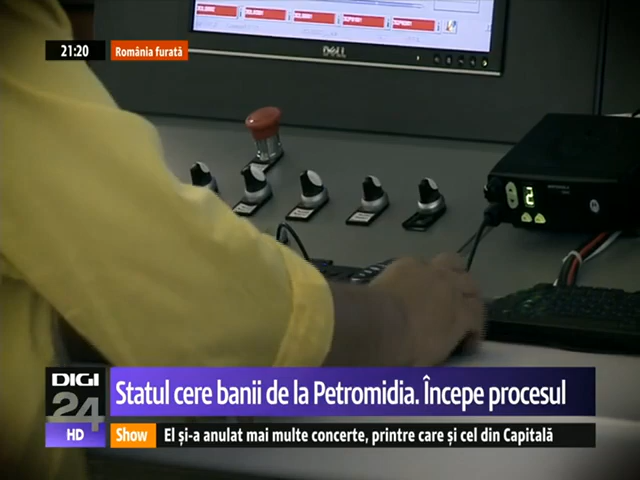 21:20
România furată
DELL
2
Statul cere banii de la Petromidia. Începe procesul
DIGI
24
HD
Show
El și-a anulat mai multe concerte, printre care și cel din Capitală